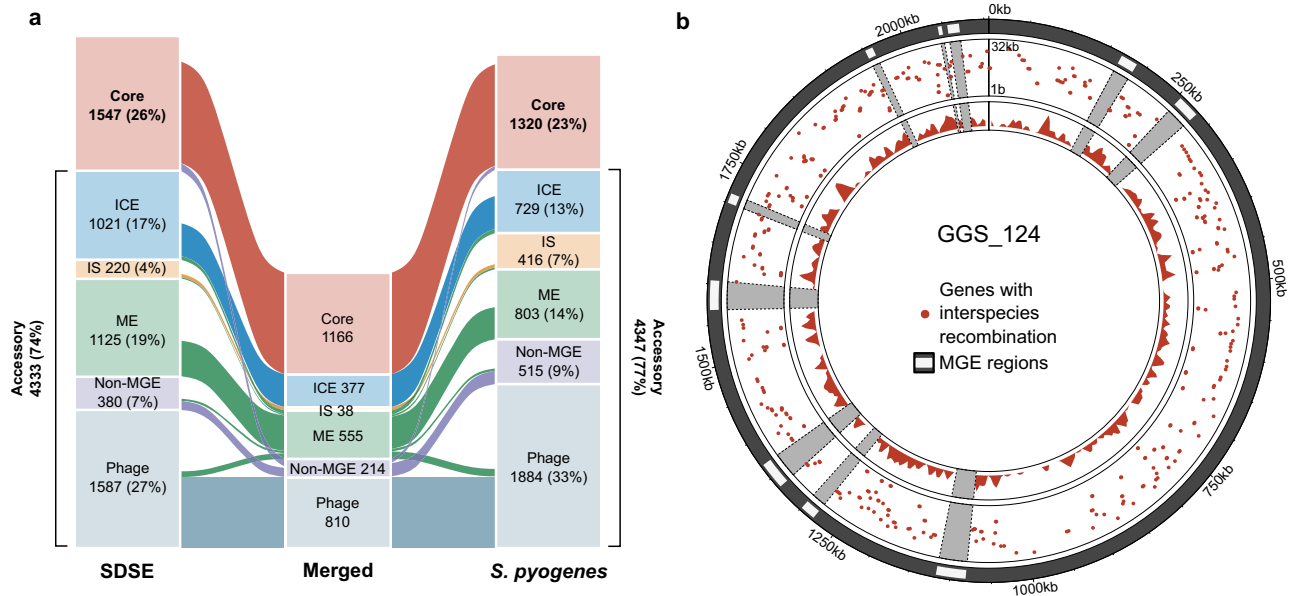 a
Core
1547 (26%)
ICE
1021 (17%)
IS 220 (4%)
ME
1125 (19%)
Non-MGE
380 (7%)
Phage
1587 (27%)
Accessory
4333 (74%)
SDSE
Core
1166
ICE 377
IS 38
ME 555
Non-MGE 214
Phage
810
Merged
Core
1320 (23%)
ICE
729 (13%)
IS
416 (7%)
ME
803 (14%)
Non-MGE
515 (9%)
Phage
1884 (33%)
Accessory
4347 (77%)
S. pyogenes
b
0kb
250kb
500kb
750kb
1000kb
1250kb
1500kb
1750kb
2000kb
32kb
1b
GGS_124
Genes with
interspecies
recombination
MGE regions